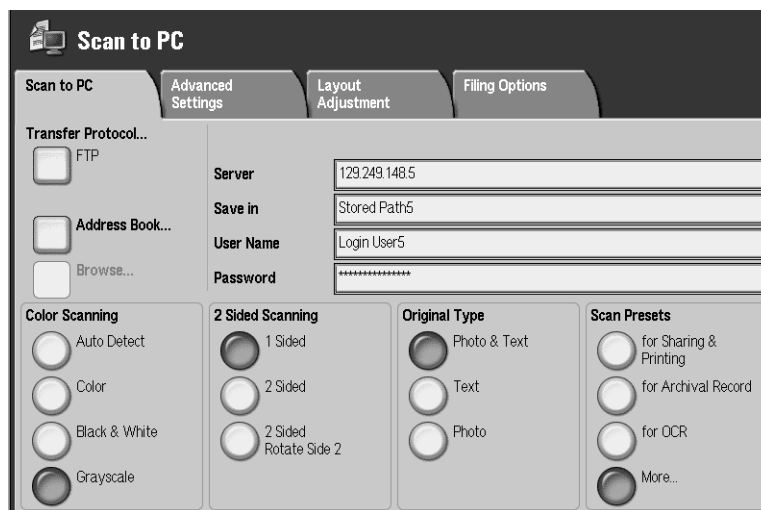 Scan to PC
Scan to PC
Advanced
Settings
Layout
Adjustment
Filing Options
Transfer Protocol...
FTP
Server
129.249.148.5
Save in
Stored Path5
Address Book...
User Name
Login User5
Browse...
Password
***************
Color Scanning
Auto Detect
Color
Black & White
Grayscale
2 Sided Scanning
1 Sided
2 Sided
2 Sided
Rotate Side 2
Original Type
Photo & Text
Text
Photo
Scan Presets
for Sharing &
Printing
for Archival Record
for OCR
More...